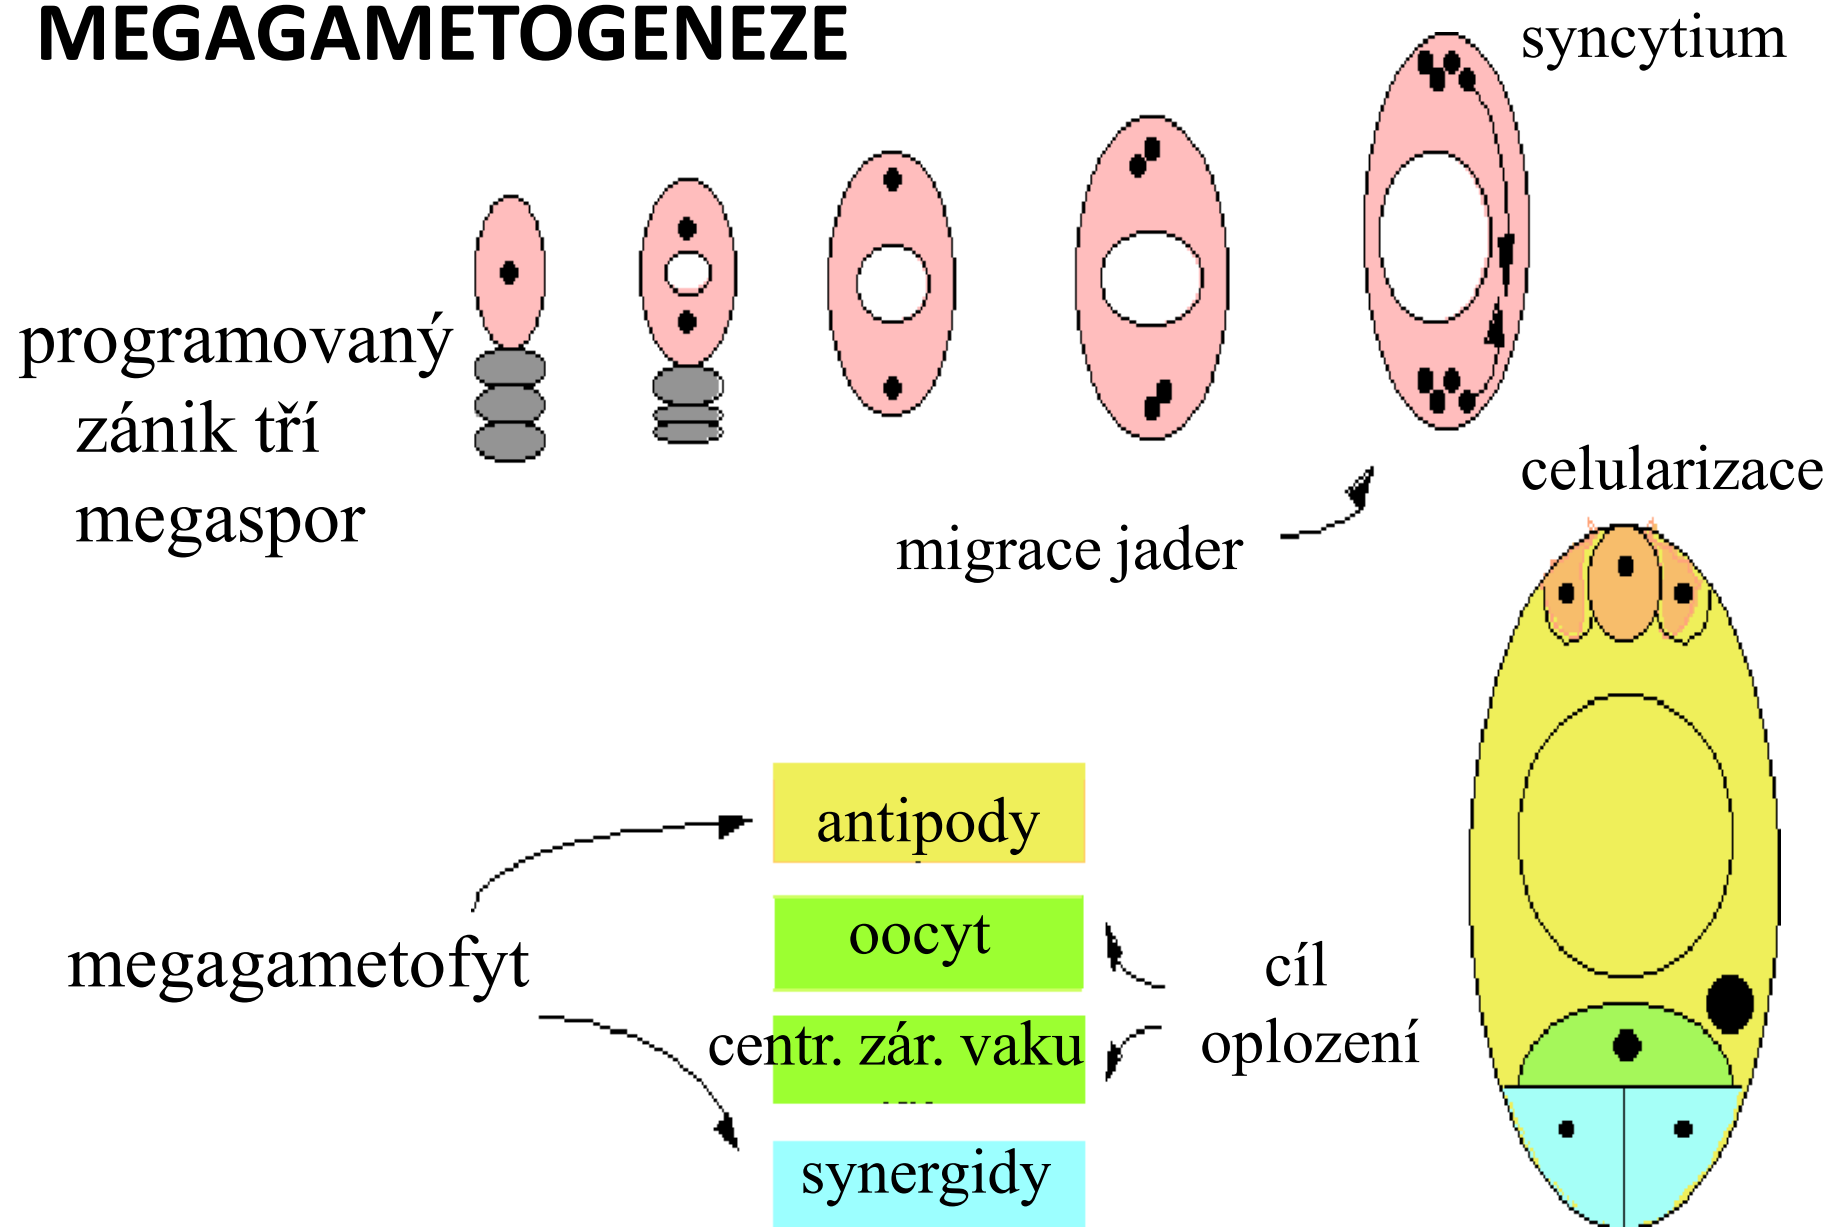 MEGAGAMETOGENEZE
syncytium
programovaný
zánik tří
megaspor
celularizace
migrace jader
antipody
oocyt
megagametofyt
cíl
oplození
centr. zár. vaku
synergidy